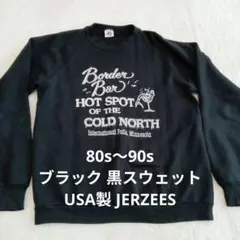 Border
Bar
HOT SPOT
OF THE
COLD NORTH
International Falls, Minnesota
80s〜90s
ブラック 黒スウェット
USA製 JERZEES